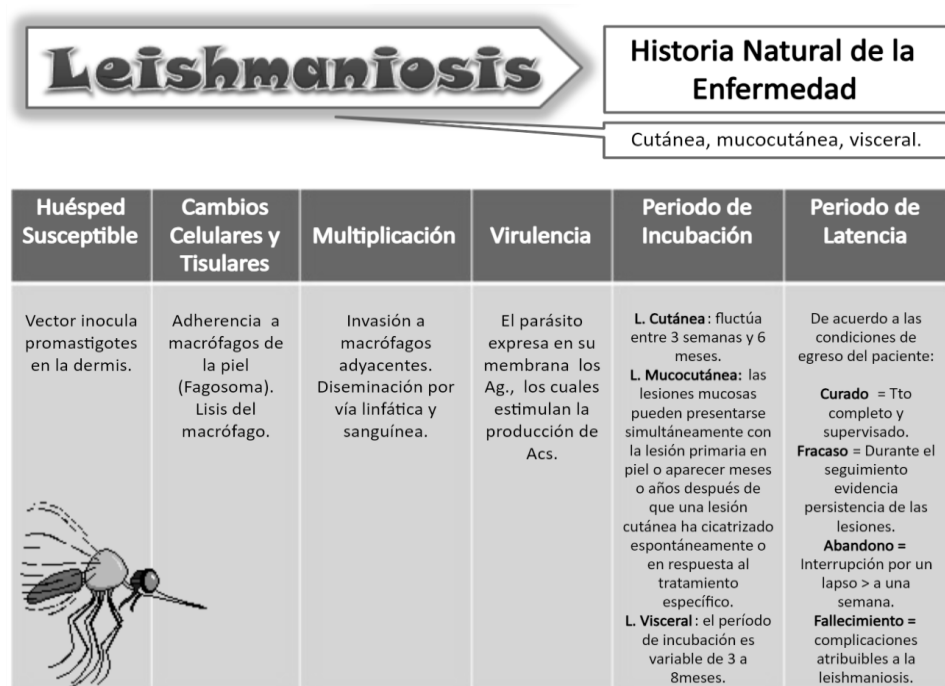 Leishmaniosis
Historia Natural de la
Enfermedad
Cutánea, mucocutánea, visceral.
Huésped
Susceptible
Cambios
Celulares y
Tisulares
Multiplicación
Virulencia
Periodo de
Incubación
Periodo de
Latencia
Vector inocula
promastigotes
en la dermis.
Adherencia a
macrófagos de
la piel
(Fagosoma).
Lisis del
macrófago.
Invasión a
macrófagos
adyacentes.
Diseminación por
vía linfática y
sanguínea.
El parásito
expresa en su
membrana los
Ag., los cuales
estimulan la
producción de
Acs.
L. Cutánea : fluctúa
entre 3 semanas y 6
meses.
L. Mucocutánea: las
lesiones mucosas
pueden presentarse
simultáneamente con
la lesión primaria en
piel o aparecer meses
o años después de
que una lesión
cutánea ha cicatrizado
espontáneamente o
en respuesta al
tratamiento
específico.
L. Visceral : el período
de incubación es
variable de 3 a
8meses.
De acuerdo a las
condiciones de
egreso del paciente:
Curado = Tto
completo y
supervisado.
Fracaso = Durante el
seguimiento
evidencia
persistencia de las
lesiones.
Abandono =
Interrupción por un
lapso > a una
semana.
Fallecimiento =
complicaciones
atribuibles a la
leishmaniosis.